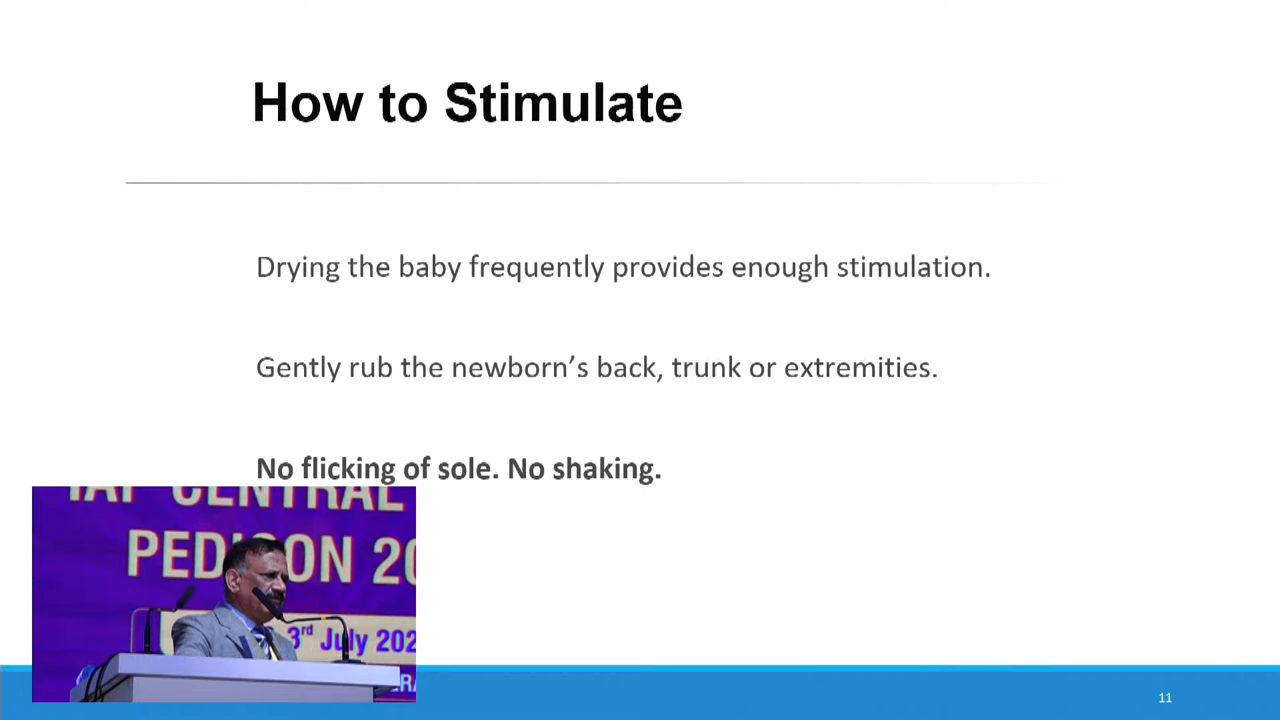 How to Stimulate
Drying the baby frequently provides enough stimulation.
Gently rub the newborn’s back, trunk or extremities.
No flicking of sole. No shaking.
CENTRAL
3rd July
11